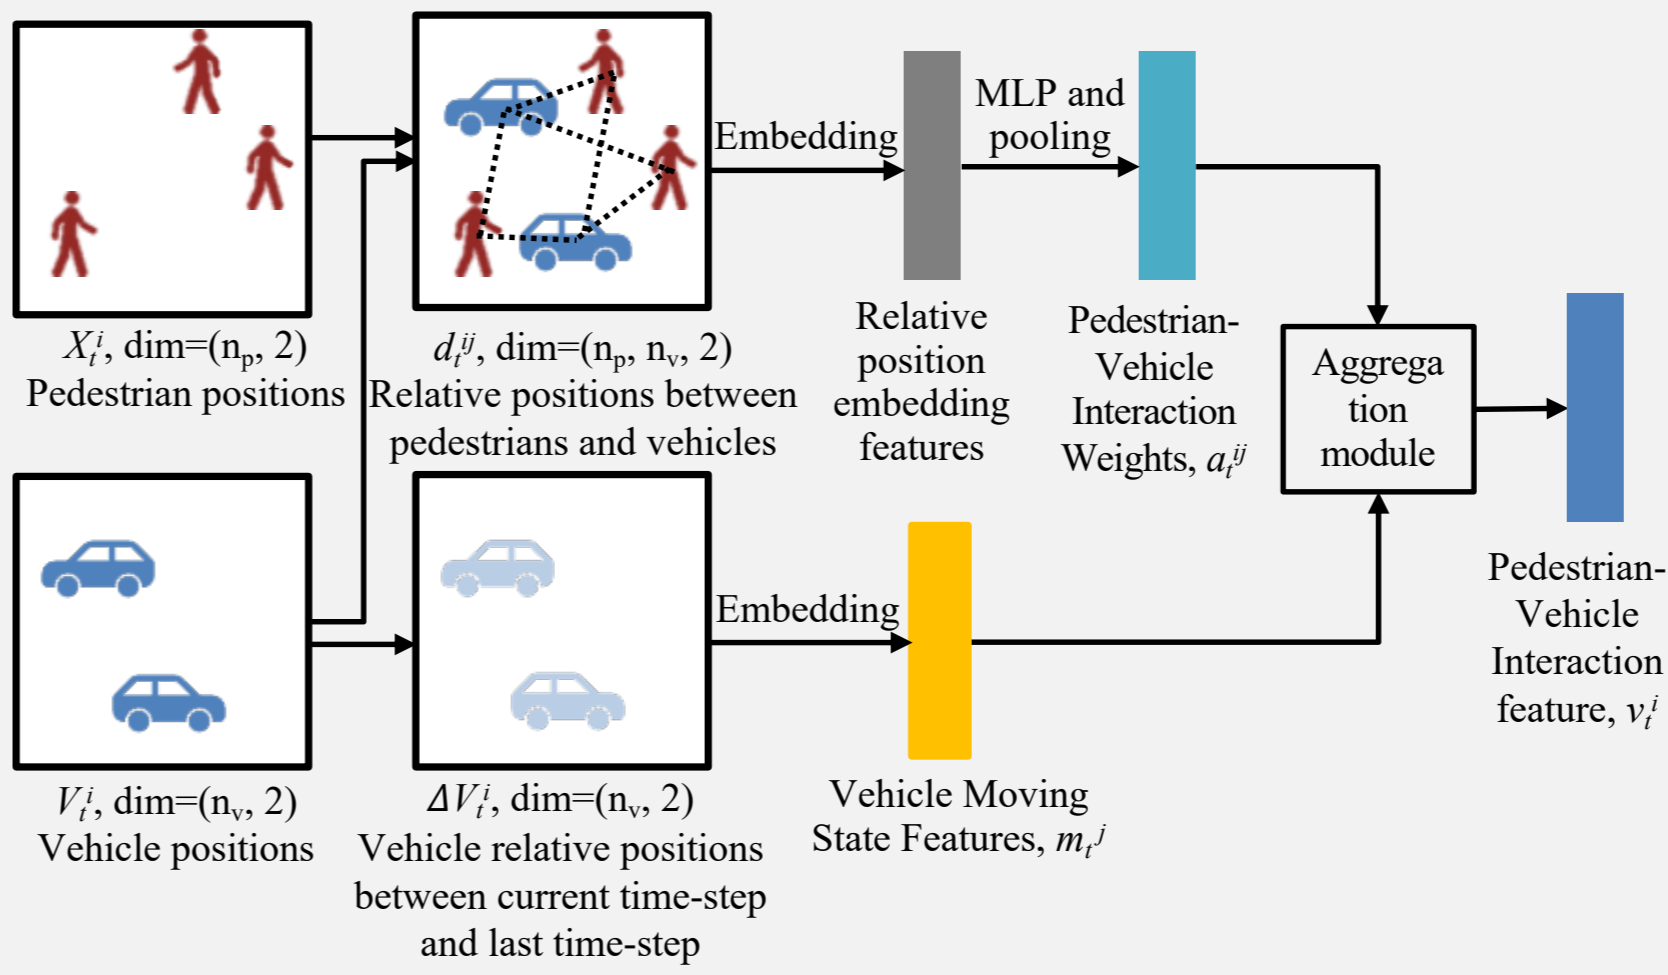 X_t^i, dim=(n_p, 2)
Pedestrian positions
d_t^ij, dim=(n_p, n_v, 2)
Relative positions between
pedestrians and vehicles
Embedding
Relative
position
embedding
features
MLP and
pooling
Pedestrian-
Vehicle
Interaction
Weights, a_t^ij
V_t^i, dim=(n_v, 2)
Vehicle positions
ΔV_t^i, dim=(n_v, 2)
Vehicle relative positions
between current time-step
and last time-step
Embedding
Vehicle Moving
State Features, m_t^j
Aggrega
tion
module
Pedestrian-
Vehicle
Interaction
feature, v_t^i